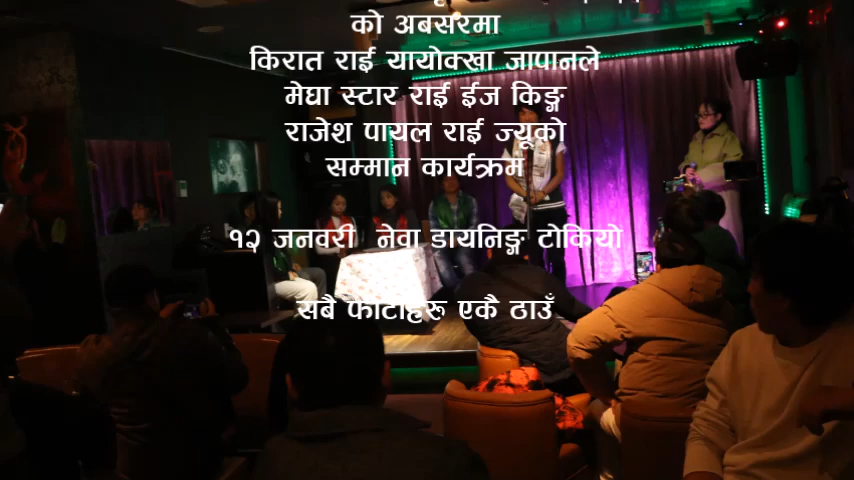 को अबसरमा
किरात राई यायोक्खा जापानले
मेघा स्टार राई ईज किङ्ग
राजेश पायल राई ज्यूको
सम्मान कार्यक्रम
१२ जनवरी नेवा डायनिङ्ग टोकियो
सबै फोटोहरू एकै ठाउँ